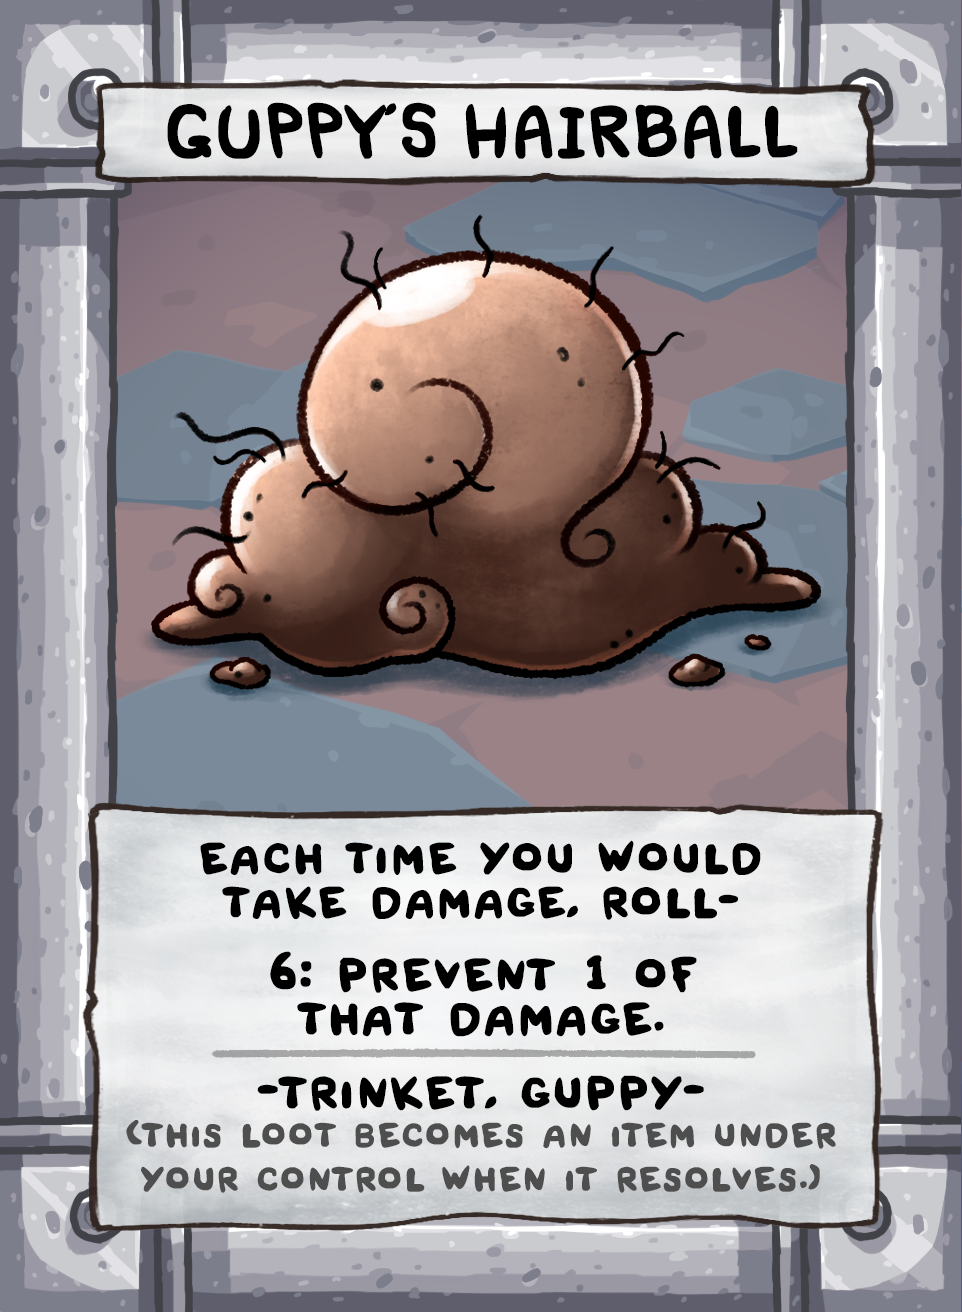 GUPPY'S HAIRBALL
EACH TIME YOU WOULD
TAKE DAMAGE, ROLL-
6: PREVENT 1 OF
THAT DAMAGE.
-TRINKET, GUPPY-
(THIS LOOT BECOMES AN ITEM UNDER
YOUR CONTROL WHEN IT RESOLVES.)